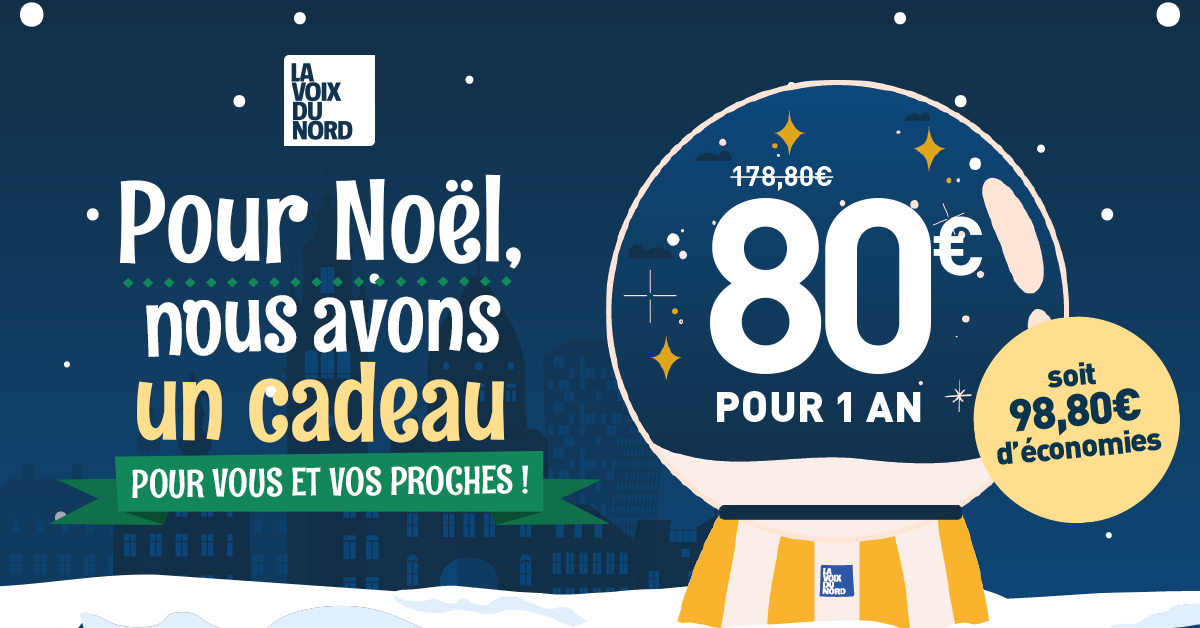 LA
VOIX
DU
NORD
Pour Noël,
nous avons
un cadeau
POUR VOUS ET VOS PROCHES !
178,80€
80€
POUR 1 AN
soit
98,80€
d'économies
LA
VOIX
DU
NORD